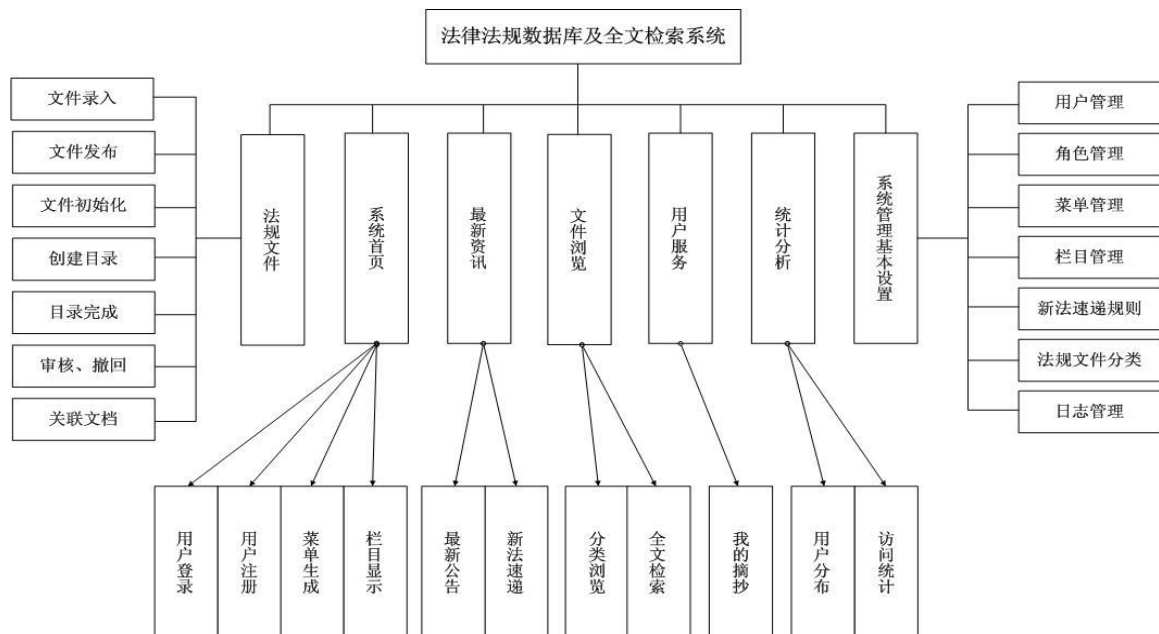 法律法规数据库及全文检索系统
文件录入
文件发布
文件初始化
创建目录
目录完成
审核、撤回
关联文档
法规文件
系统首页
最新资讯
文件浏览
用户服务
统计分析
系统管理基本设置
用户管理
角色管理
菜单管理
栏目管理
新法速递规则
法规文件分类
日志管理
用户登录
用户注册
菜单生成
栏目显示
最新公告
新法速递
分类浏览
全文检索
我的摘抄
用户分布
访问统计